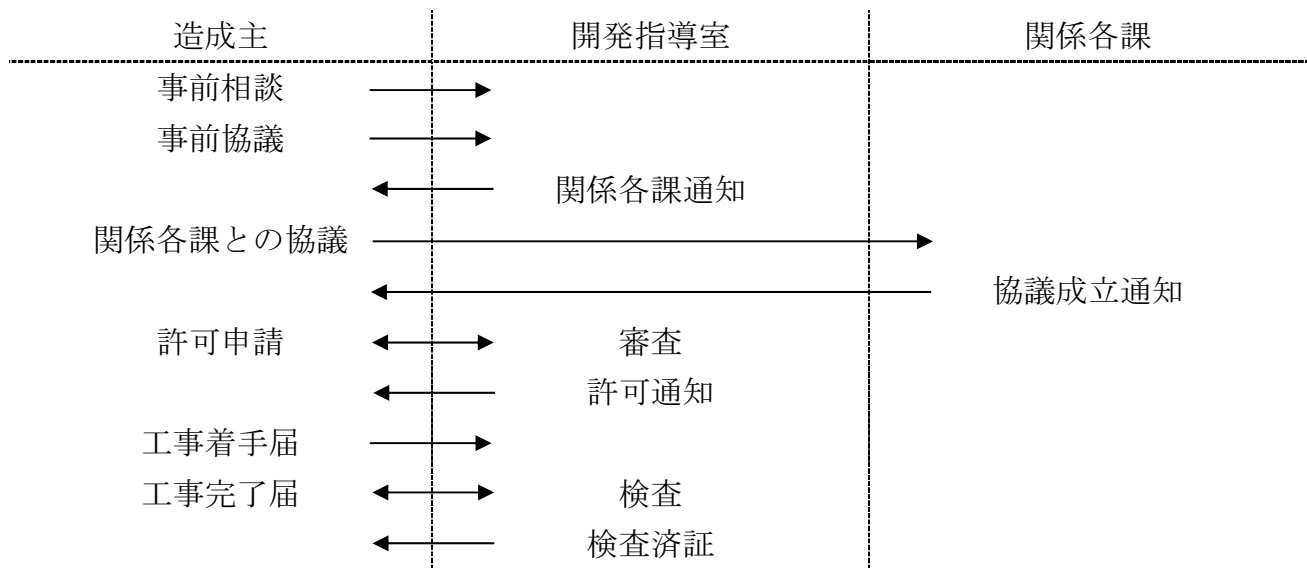 造成主 開発指導室 関係各課
事前相談
事前協議
関係各課通知
関係各課との協議
協議成立通知
許可申請 審査
許可通知
工事着手届
工事完了届 検査
検査済証